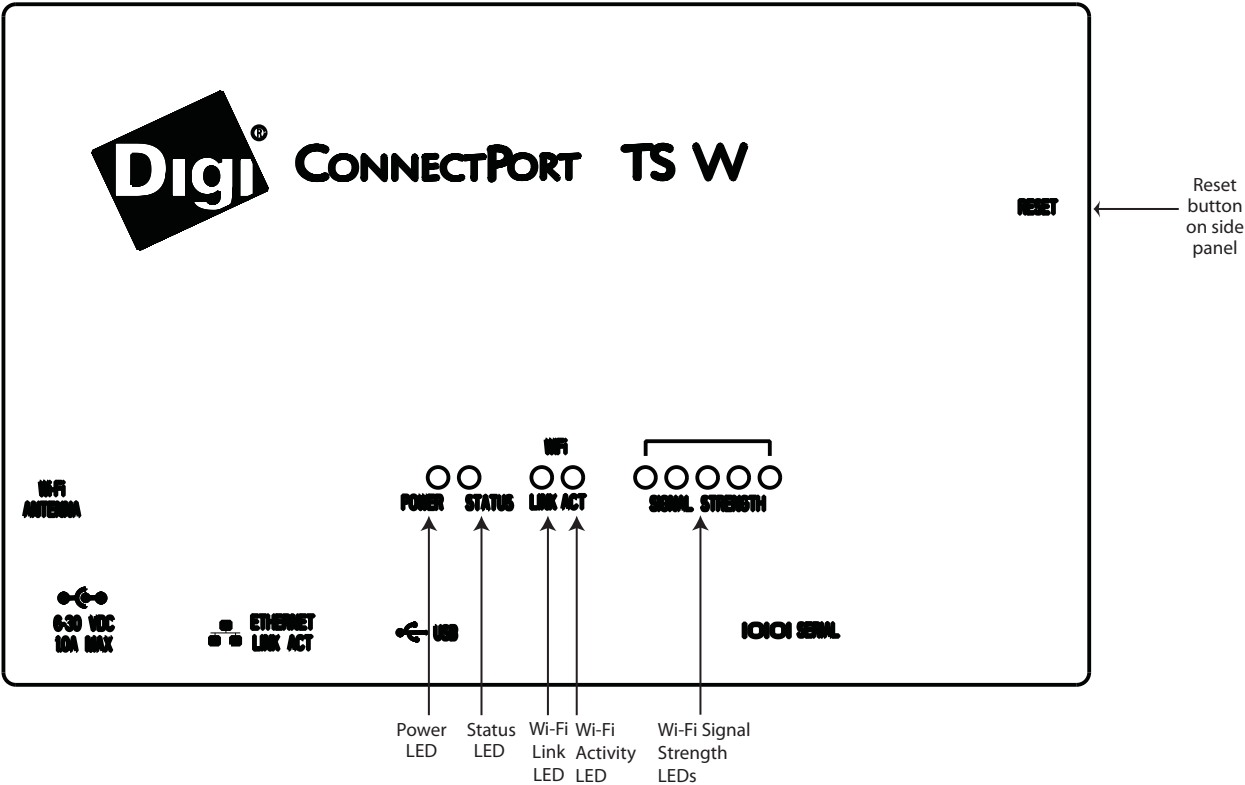 Digi® CONNECTPORT TS W
RESET
Reset
button
on side
panel
WiFi
Wi-Fi
ANTENNA
POWER STATUS LINK ACT SIGNAL STRENGTH
6-30 VDC
1.0A MAX
ETHERNET
LINK ACT
USB
IOIOI SERIAL
Power
LED
Status
LED
Wi-Fi
Link
LED
Wi-Fi
Activity
LED
Wi-Fi Signal
Strength
LEDs